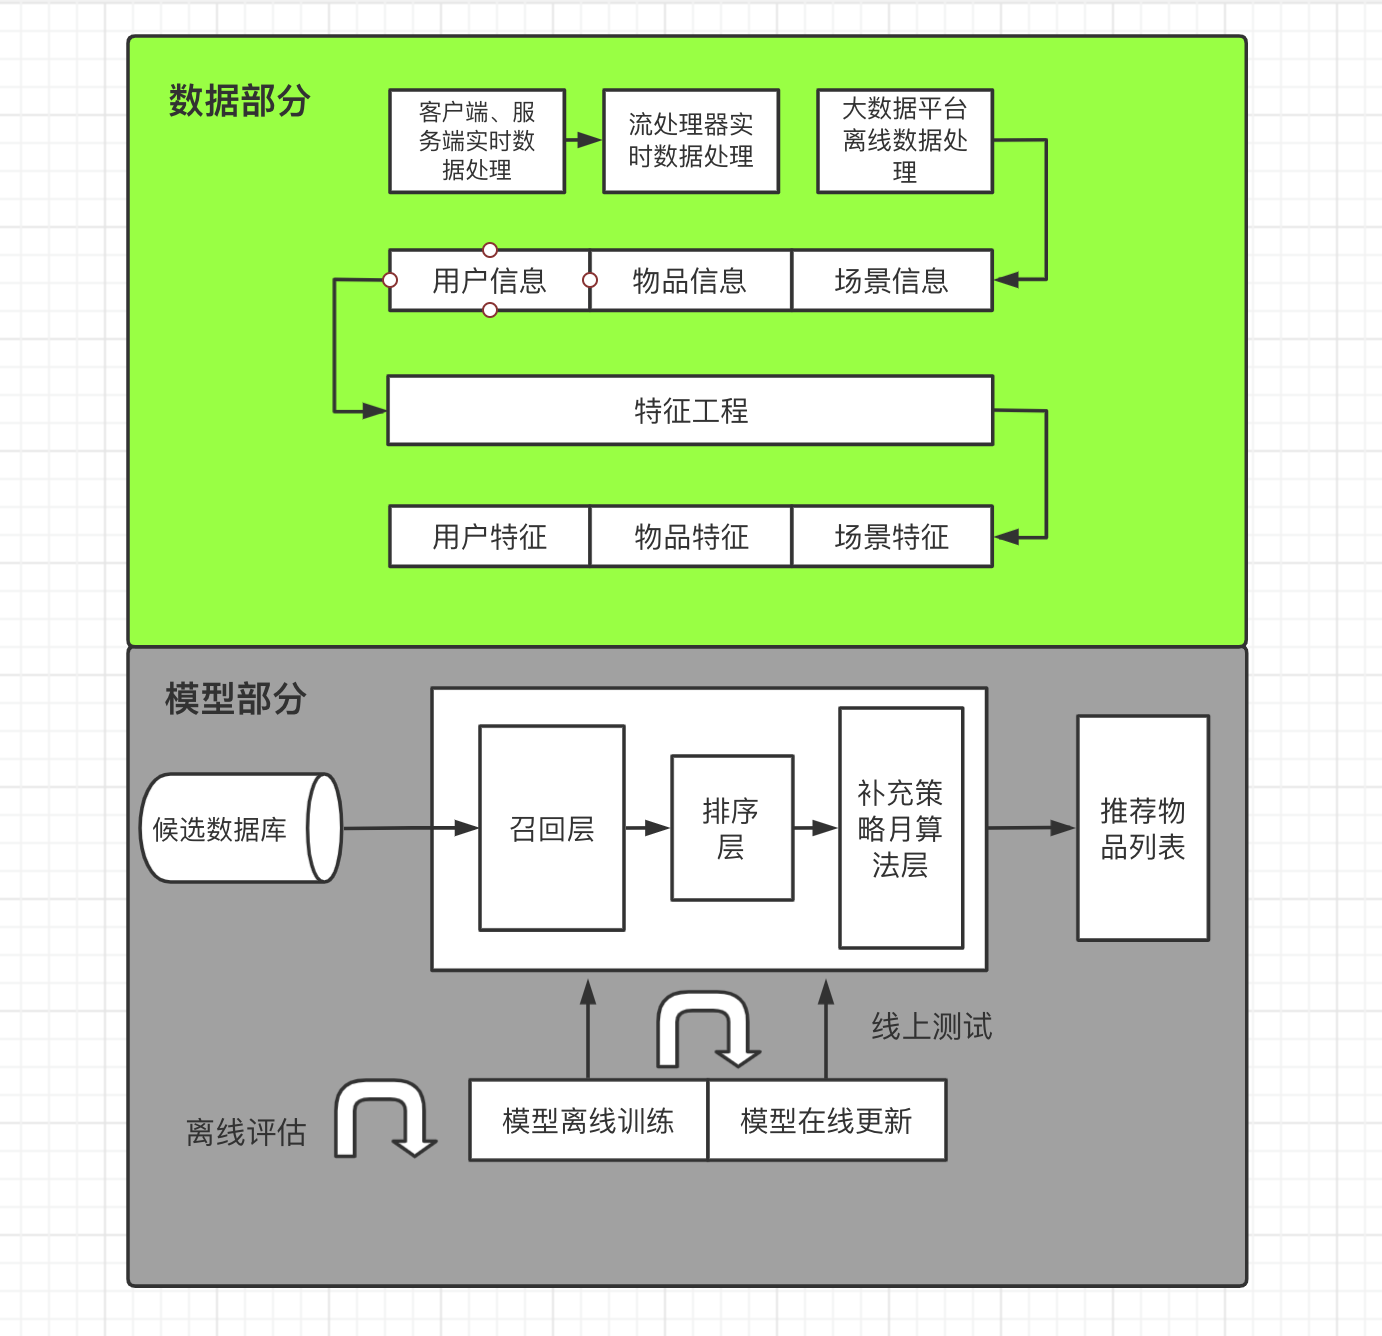 数据部分
客户端、服
务端实时数
据处理
流处理器实
时数据处理
大数据平台
离线数据处
理
用户信息
物品信息
场景信息
特征工程
用户特征
物品特征
场景特征
模型部分
候选数据库
召回层
排序
层
补充策
略月算
法层
推荐物
品列表
线上测试
离线评估
模型离线训练
模型在线更新